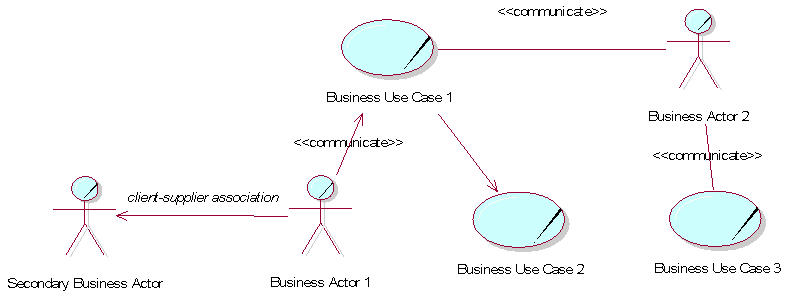 <<communicate>>
Business Use Case 1
Business Actor 2
<<communicate>>
<<communicate>>
client-supplier association
Secondary Business Actor
Business Actor 1
Business Use Case 2
Business Use Case 3